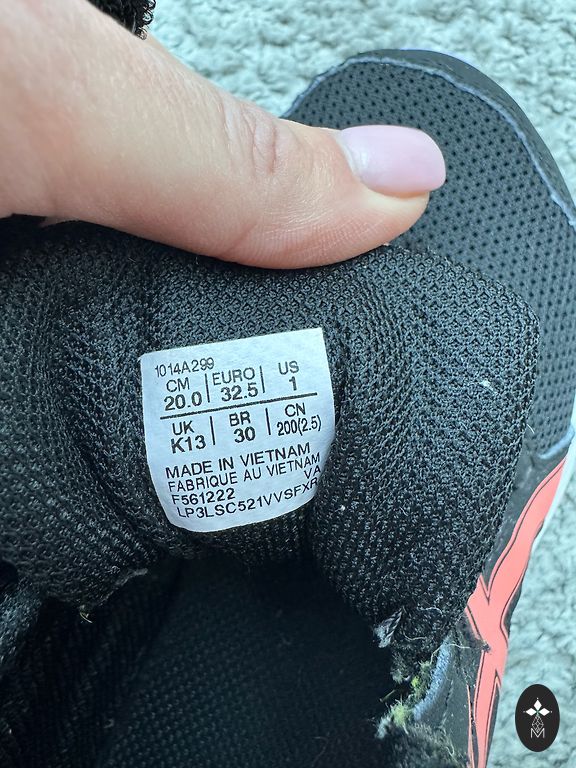 1014A299
CM EURO US
20.0 32.5 1
UK BR CN
K13 30 200(2.5)
MADE IN VIETNAM
FABRIQUE AU VIETNAM
F561222 VA
LP3LSC521VVSFXR
M